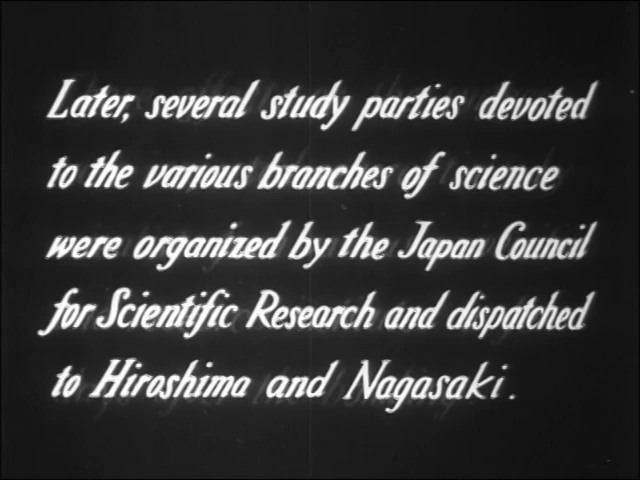 Later, several study parties devoted
to the various branches of science
were organized by the Japan Council
for Scientific Research and dispatched
to Hiroshima and Nagasaki.